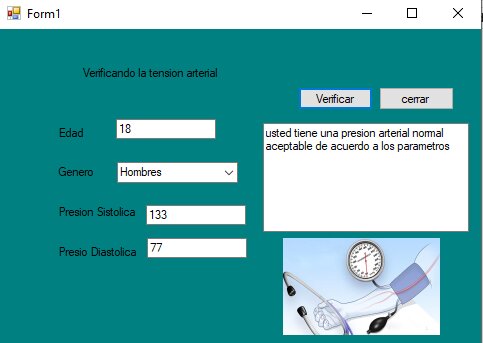 Form1
Verificando la tension arterial
Verificar
cerrar
Edad
18
Genero
Hombres
Presion Sistolica
133
Presio Diastolica
77
usted tiene una presion arterial normal
aceptable de acuerdo a los parametros